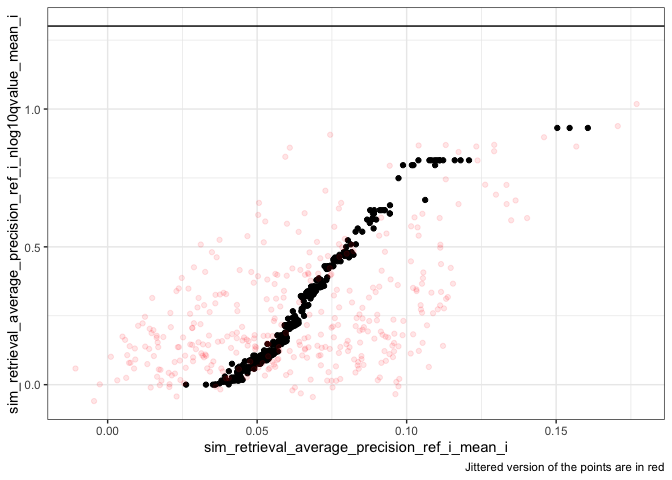 sim_retrieval_average_precision_ref_i_nlog10qvalue_mean_i
1.0
0.5
0.0
0.00
0.05
0.10
0.15
sim_retrieval_average_precision_ref_i_mean_i
Jittered version of the points are in red